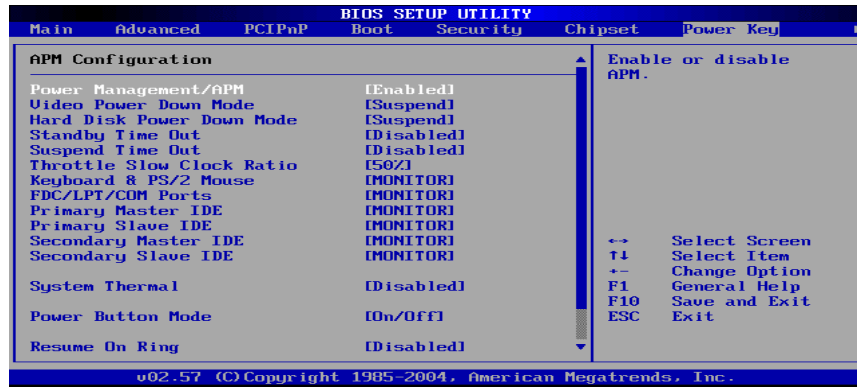 BIOS SETUP UTILITY
Main Advanced PCIPnP Boot Security Chipset Power Key
APM Configuration
Power Management/APM [Enabled]
Video Power Down Mode [Suspend]
Hard Disk Power Down Mode [Suspend]
Standby Time Out [Disabled]
Suspend Time Out [Disabled]
Throttle Slow Clock Ratio [50%]
Keyboard & PS/2 Mouse [MONITOR]
FDC/LPT/COM Ports [MONITOR]
Primary Master IDE [MONITOR]
Primary Slave IDE [MONITOR]
Secondary Master IDE [MONITOR]
Secondary Slave IDE [MONITOR]
System Thermal [Disabled]
Power Button Mode [On/Off]
Resume On Ring [Disabled]
Enable or disable
APM.
↔ Select Screen
↑↓ Select Item
+- Change Option
F1 General Help
F10 Save and Exit
ESC Exit
v02.57 (C)Copyright 1985-2004, American Megatrends, Inc.